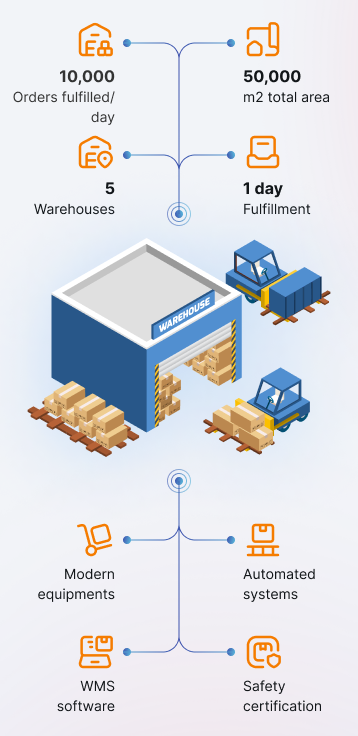 10,000
Orders fulfilled/
day
50,000
m2 total area
5
Warehouses
1 day
Fulfillment
WAREHOUSE
Modern
equipments
Automated
systems
WMS
software
Safety
certification